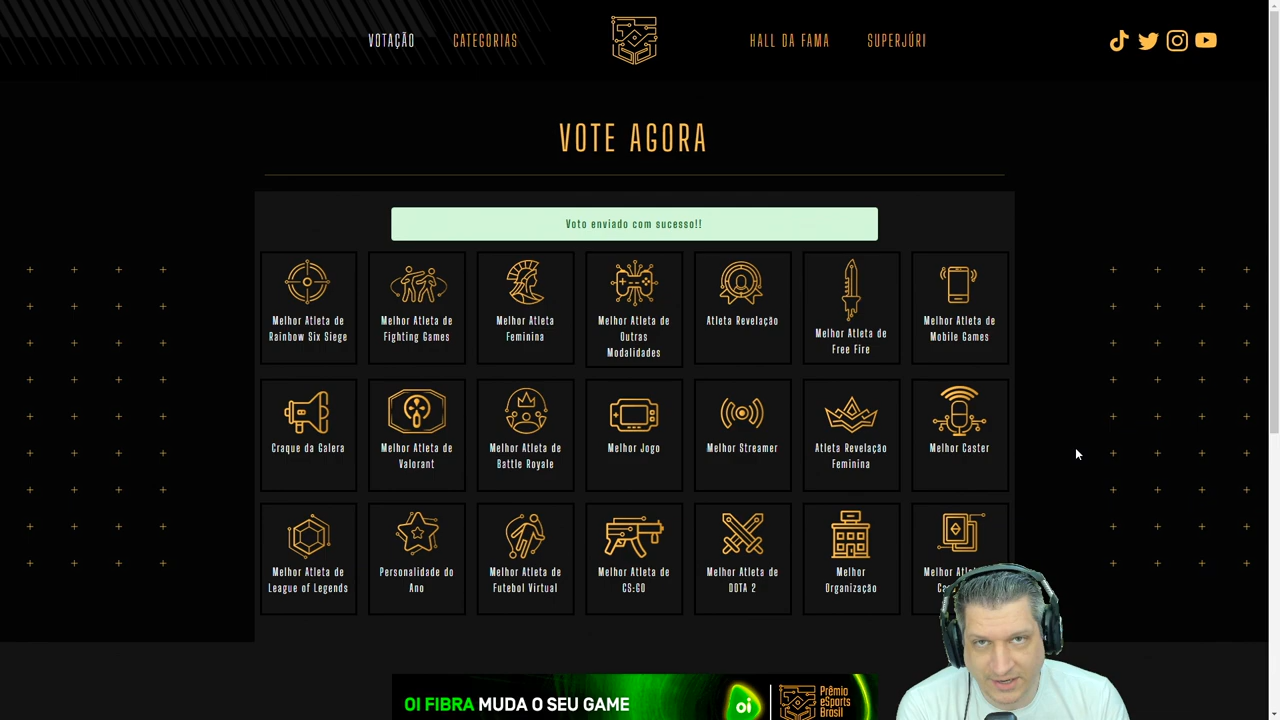 VOTAÇÃO
CATEGORIAS
HALL DA FAMA
SUPERJÚRI
VOTE AGORA
Voto enviado com sucesso!!
Melhor Atleta de
Rainbow Six Siege
Melhor Atleta de
Fighting Games
Melhor Atleta
Feminina
Melhor Atleta de
Outras
Modalidades
Atleta Revelação
Melhor Atleta de
Free Fire
Melhor Atleta de
Mobile Games
Craque da Galera
Melhor Atleta de
Valorant
Melhor Atleta de
Battle Royale
Melhor Jogo
Melhor Streamer
Atleta Revelação
Feminina
Melhor Caster
Melhor Atleta de
League of Legends
Personalidade do
Ano
Melhor Atleta de
Futebol Virtual
Melhor Atleta de
CS:GO
Melhor Atleta de
DOTA 2
Melhor
Organização
Melhor
OI FIBRA MUDA O SEU GAME
oi
Prêmio
eSports
Brasil